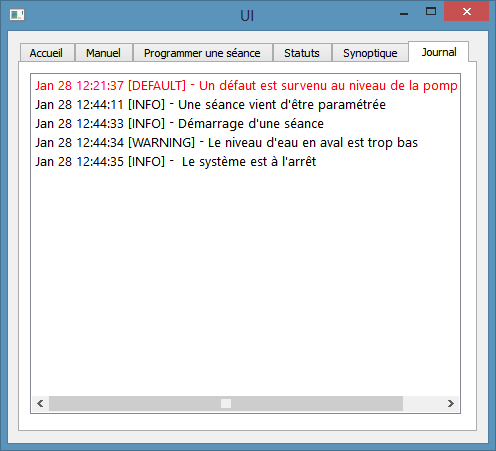 UI
Accueil Manuel Programmer une séance Statuts Synoptique Journal
Jan 28 12:21:37 [DEFAULT] - Un défaut est survenu au niveau de la pomp
Jan 28 12:44:11 [INFO] - Une séance vient d'être paramétrée
Jan 28 12:44:33 [INFO] - Démarrage d'une séance
Jan 28 12:44:34 [WARNING] - Le niveau d'eau en aval est trop bas
Jan 28 12:44:35 [INFO] -  Le système est à l'arrêt